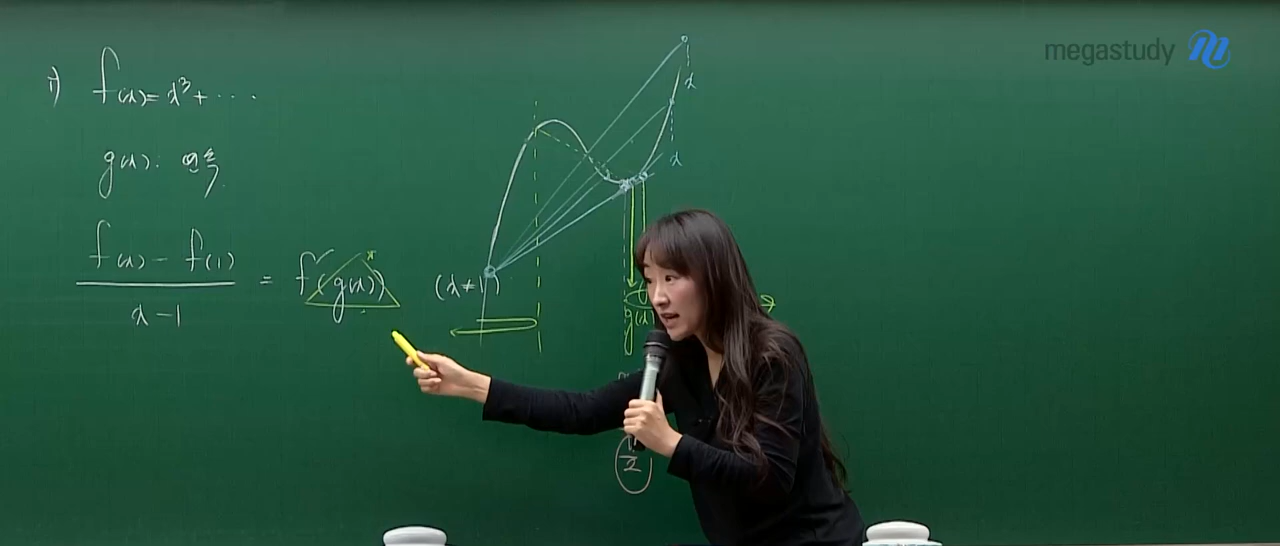 megastudy
i) f(x) = x³ + ...
g(x) : 연속
f(x) - f(1) / x - 1 = f'(g(x)) (x ≠ 1)
x
x
g(x)